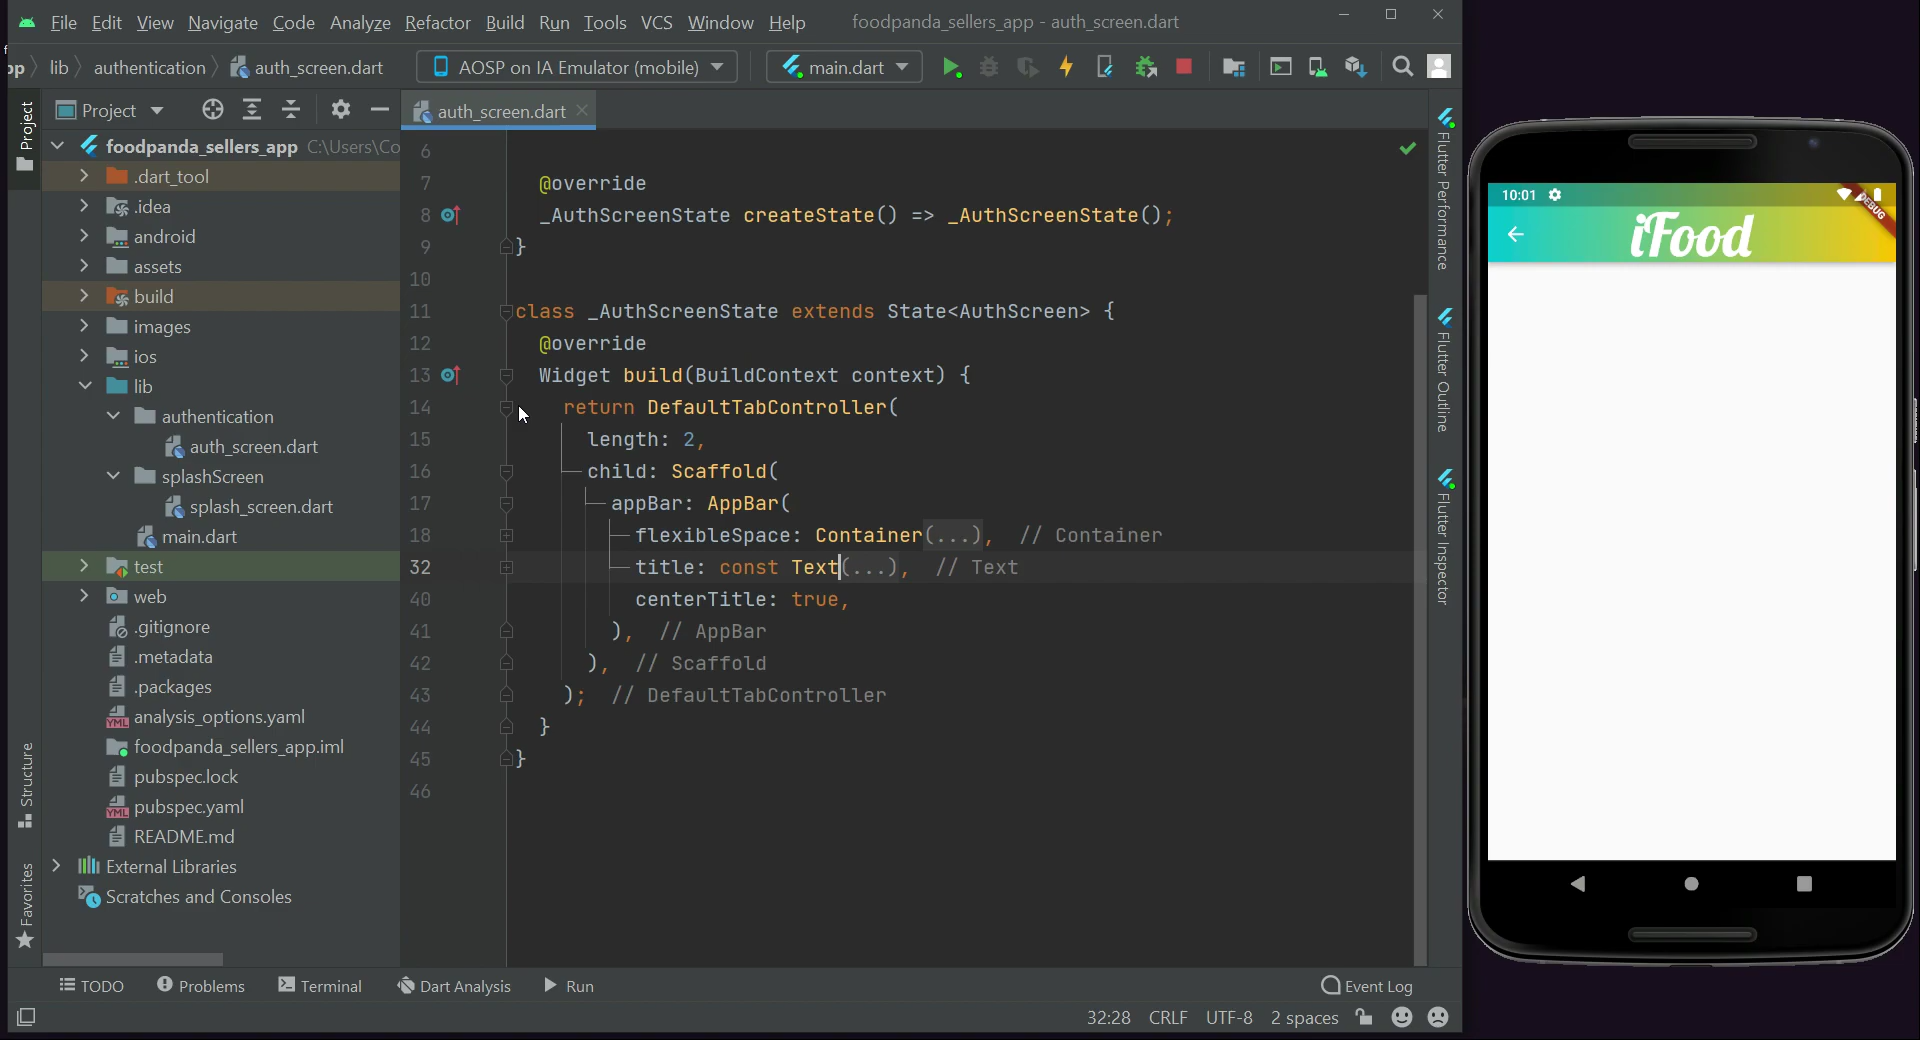 File Edit View Navigate Code Analyze Refactor Build Run Tools VCS Window Help foodpanda_sellers_app - auth_screen.dart
pp lib authentication auth_screen.dart AOSP on IA Emulator (mobile) main.dart
Project
Project
auth_screen.dart
foodpanda_sellers_app C:\Users\Co
.dart_tool
.idea
android
assets
build
images
ios
lib
authentication
auth_screen.dart
splashScreen
splash_screen.dart
main.dart
test
web
.gitignore
.metadata
.packages
analysis_options.yaml
foodpanda_sellers_app.iml
pubspec.lock
pubspec.yaml
README.md
External Libraries
Scratches and Consoles
Structure
Favorites
6
7 @override
8 _AuthScreenState createState() => _AuthScreenState();
9 }
10
11 class _AuthScreenState extends State<AuthScreen> {
12 @override
13 Widget build(BuildContext context) {
14 return DefaultTabController(
15 length: 2,
16 child: Scaffold(
17 appBar: AppBar(
18 flexibleSpace: Container(...), // Container
32 title: const Text(...), // Text
40 centerTitle: true,
41 ), // AppBar
42 ), // Scaffold
43 ); // DefaultTabController
44 }
45 }
46
Flutter Performance
Flutter Outline
Flutter Inspector
10:01
DEBUG
iFood
TODO Problems Terminal Dart Analysis Run Event Log
32:28 CRLF UTF-8 2 spaces